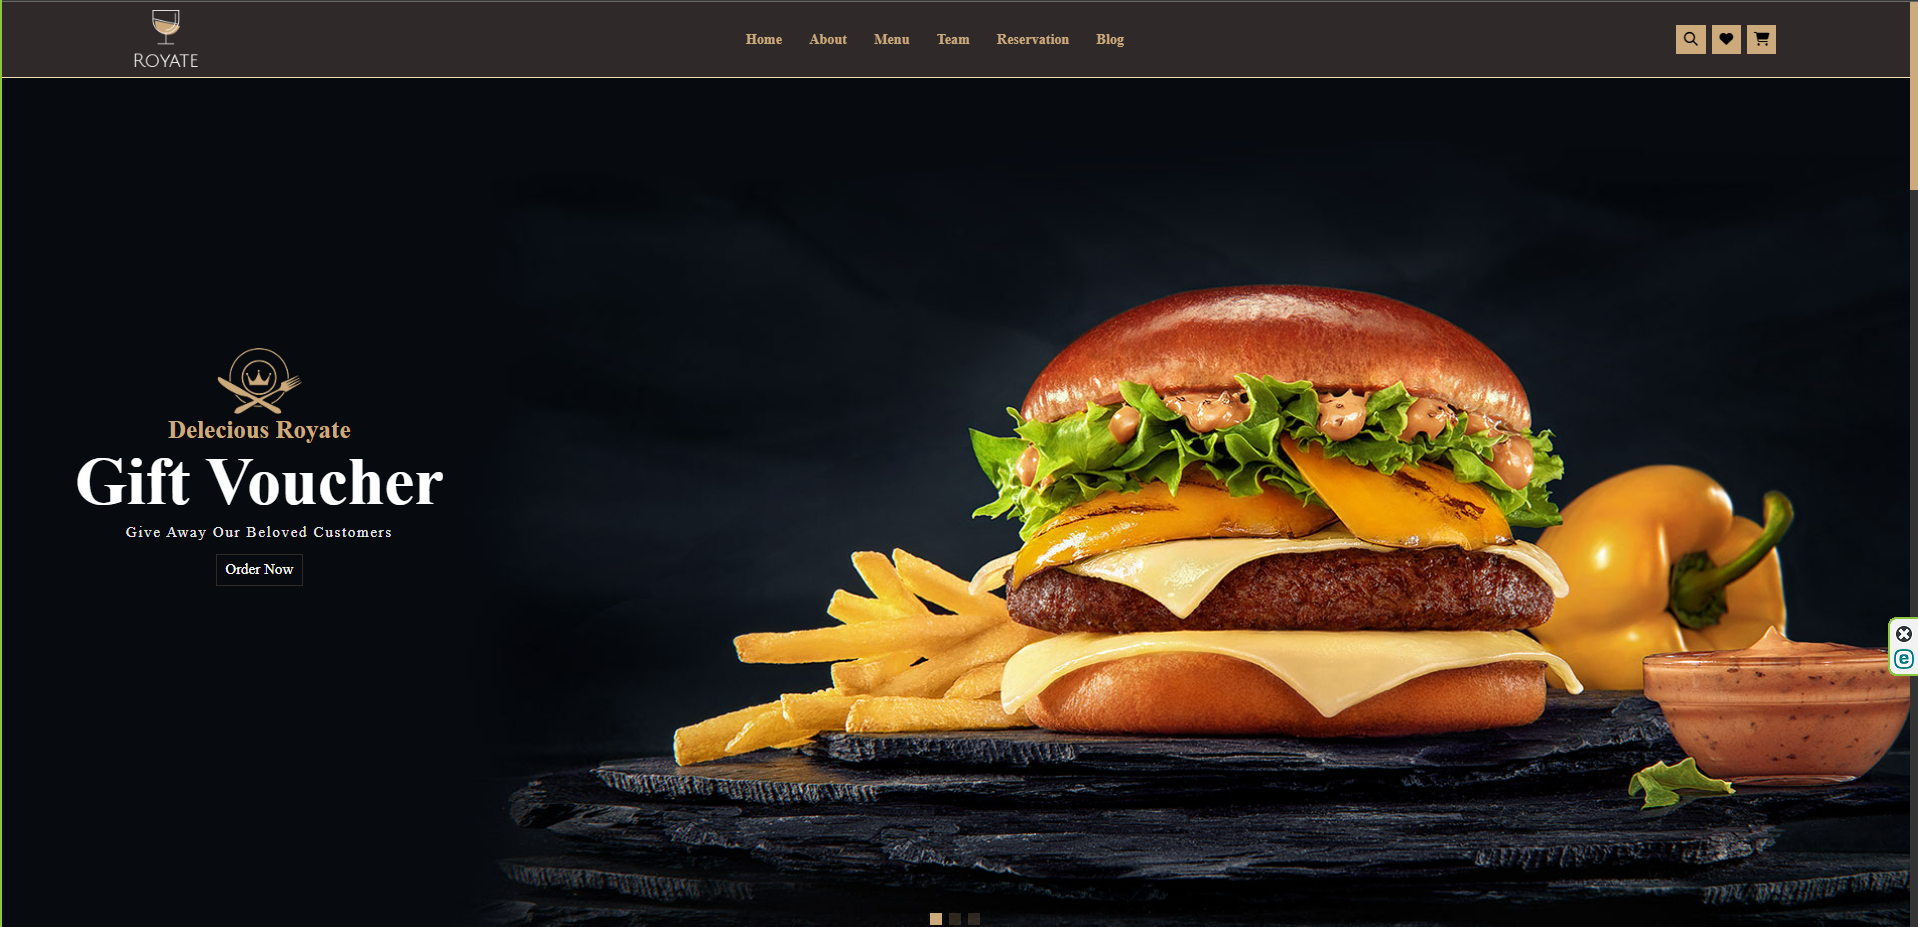 ROYATE
Home About Menu Team Reservation Blog
Delecious Royate
Gift Voucher
Give Away Our Beloved Customers
Order Now
e